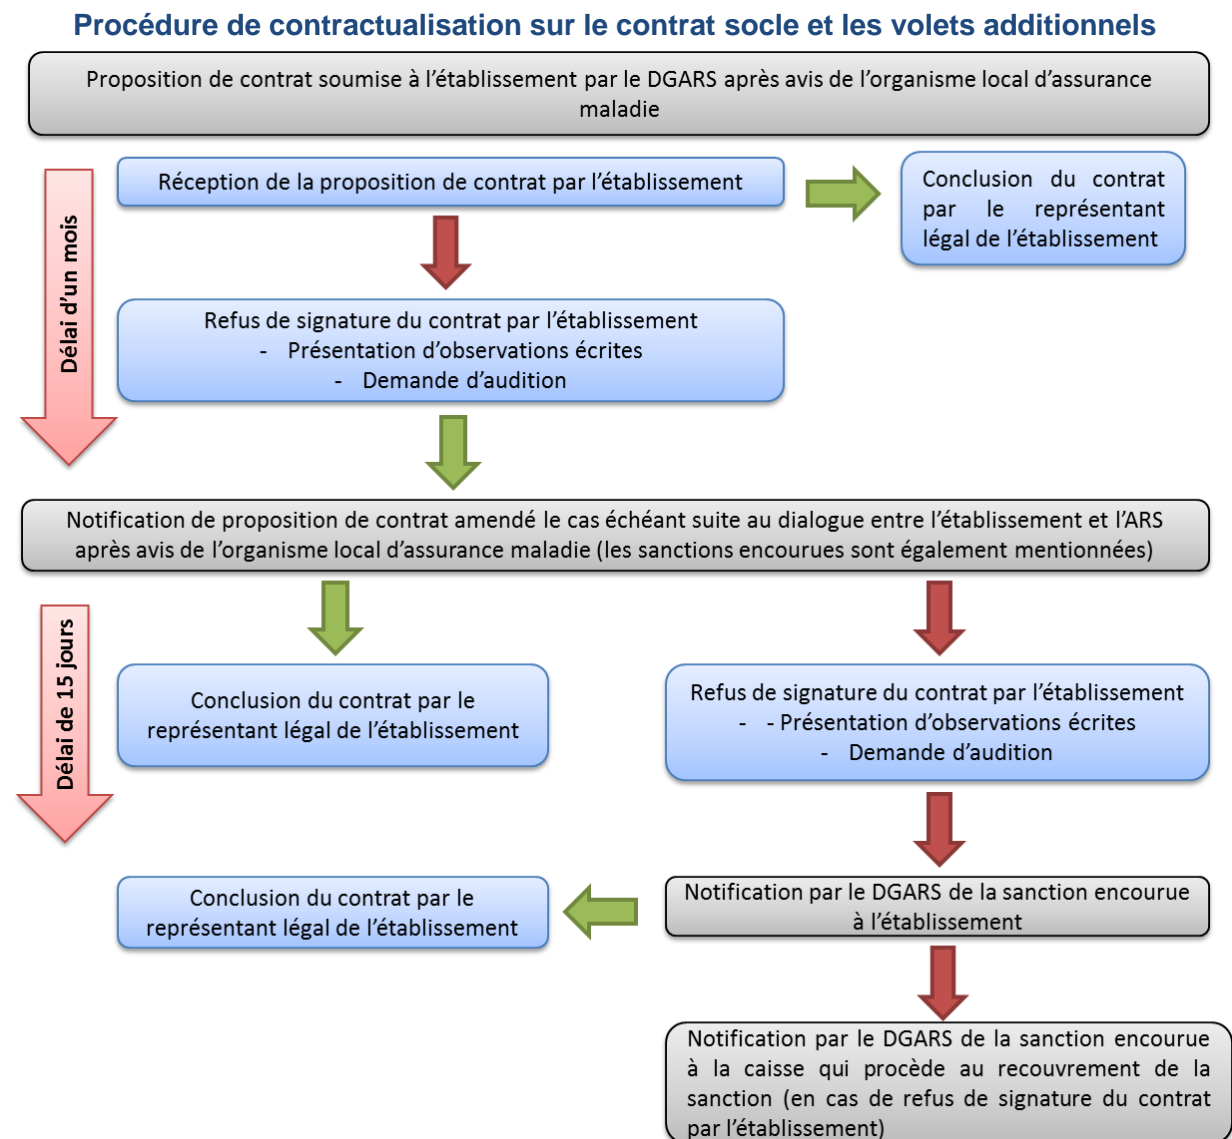 Procédure de contractualisation sur le contrat socle et les volets additionnels
Proposition de contrat soumise à l'établissement par le DGARS après avis de l'organisme local d'assurance
maladie
Réception de la proposition de contrat par l'établissement
Conclusion du contrat
par le représentant
légal de l'établissement
Délai d'un mois
Refus de signature du contrat par l'établissement
- Présentation d'observations écrites
- Demande d'audition
Notification de proposition de contrat amendé le cas échéant suite au dialogue entre l'établissement et l'ARS
après avis de l'organisme local d'assurance maladie (les sanctions encourues sont également mentionnées)
Délai de 15 jours
Conclusion du contrat par le
représentant légal de l'établissement
Refus de signature du contrat par l'établissement
- - Présentation d'observations écrites
- Demande d'audition
Conclusion du contrat par le
représentant légal de l'établissement
Notification par le DGARS de la sanction encourue
à l'établissement
Notification par le DGARS de la sanction encourue
à la caisse qui procède au recouvrement de la
sanction (en cas de refus de signature du contrat
par l'établissement)